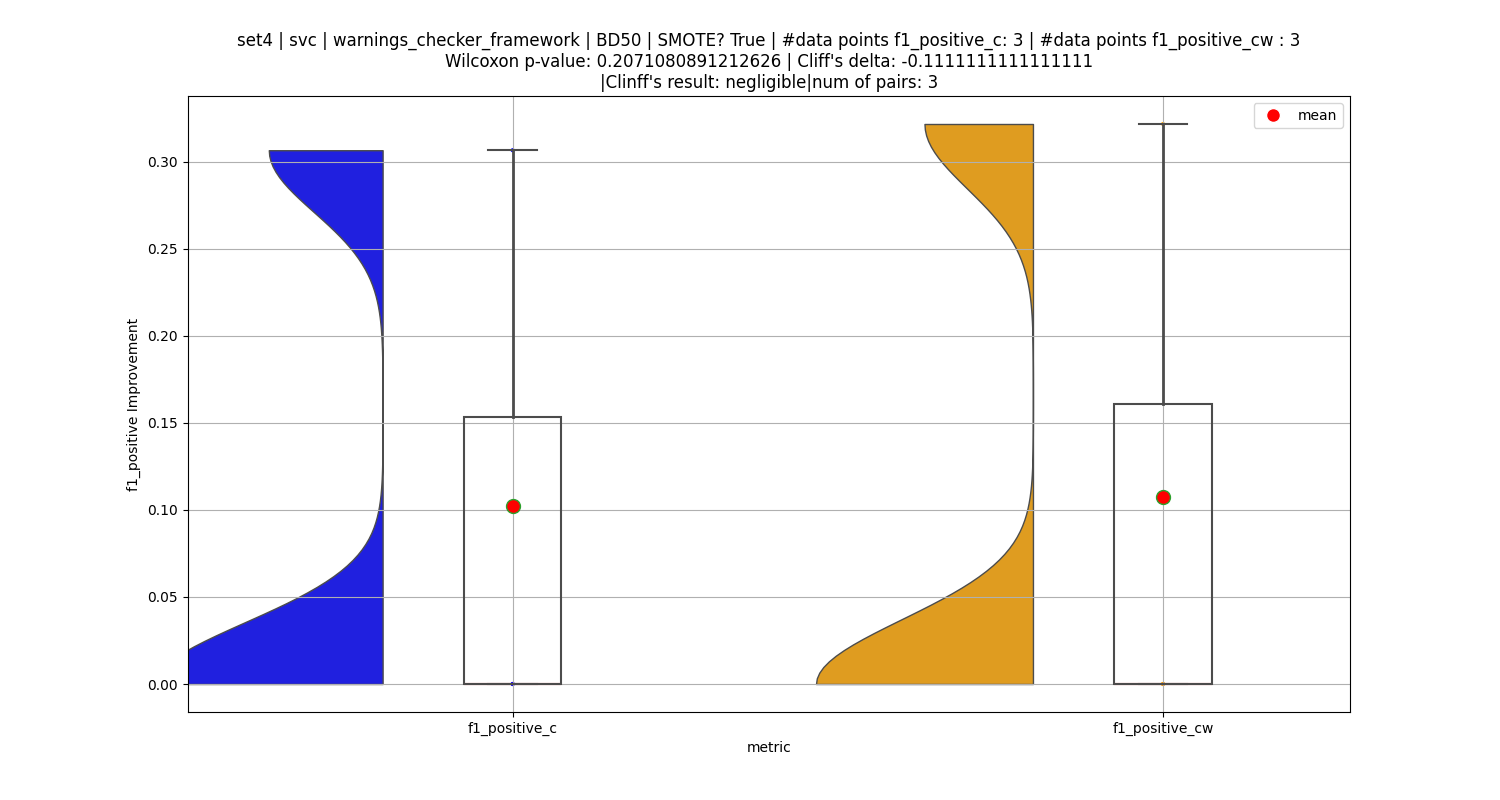 set4 | svc | warnings_checker_framework | BD50 | SMOTE? True | #data points f1_positive_c: 3 | #data points f1_positive_cw : 3
Wilcoxon p-value: 0.2071080891212626 | Cliff's delta: -0.1111111111111111
|Clinff's result: negligible|num of pairs: 3
mean
f1_positive Improvement
0.30
0.25
0.20
0.15
0.10
0.05
0.00
f1_positive_c
f1_positive_cw
metric